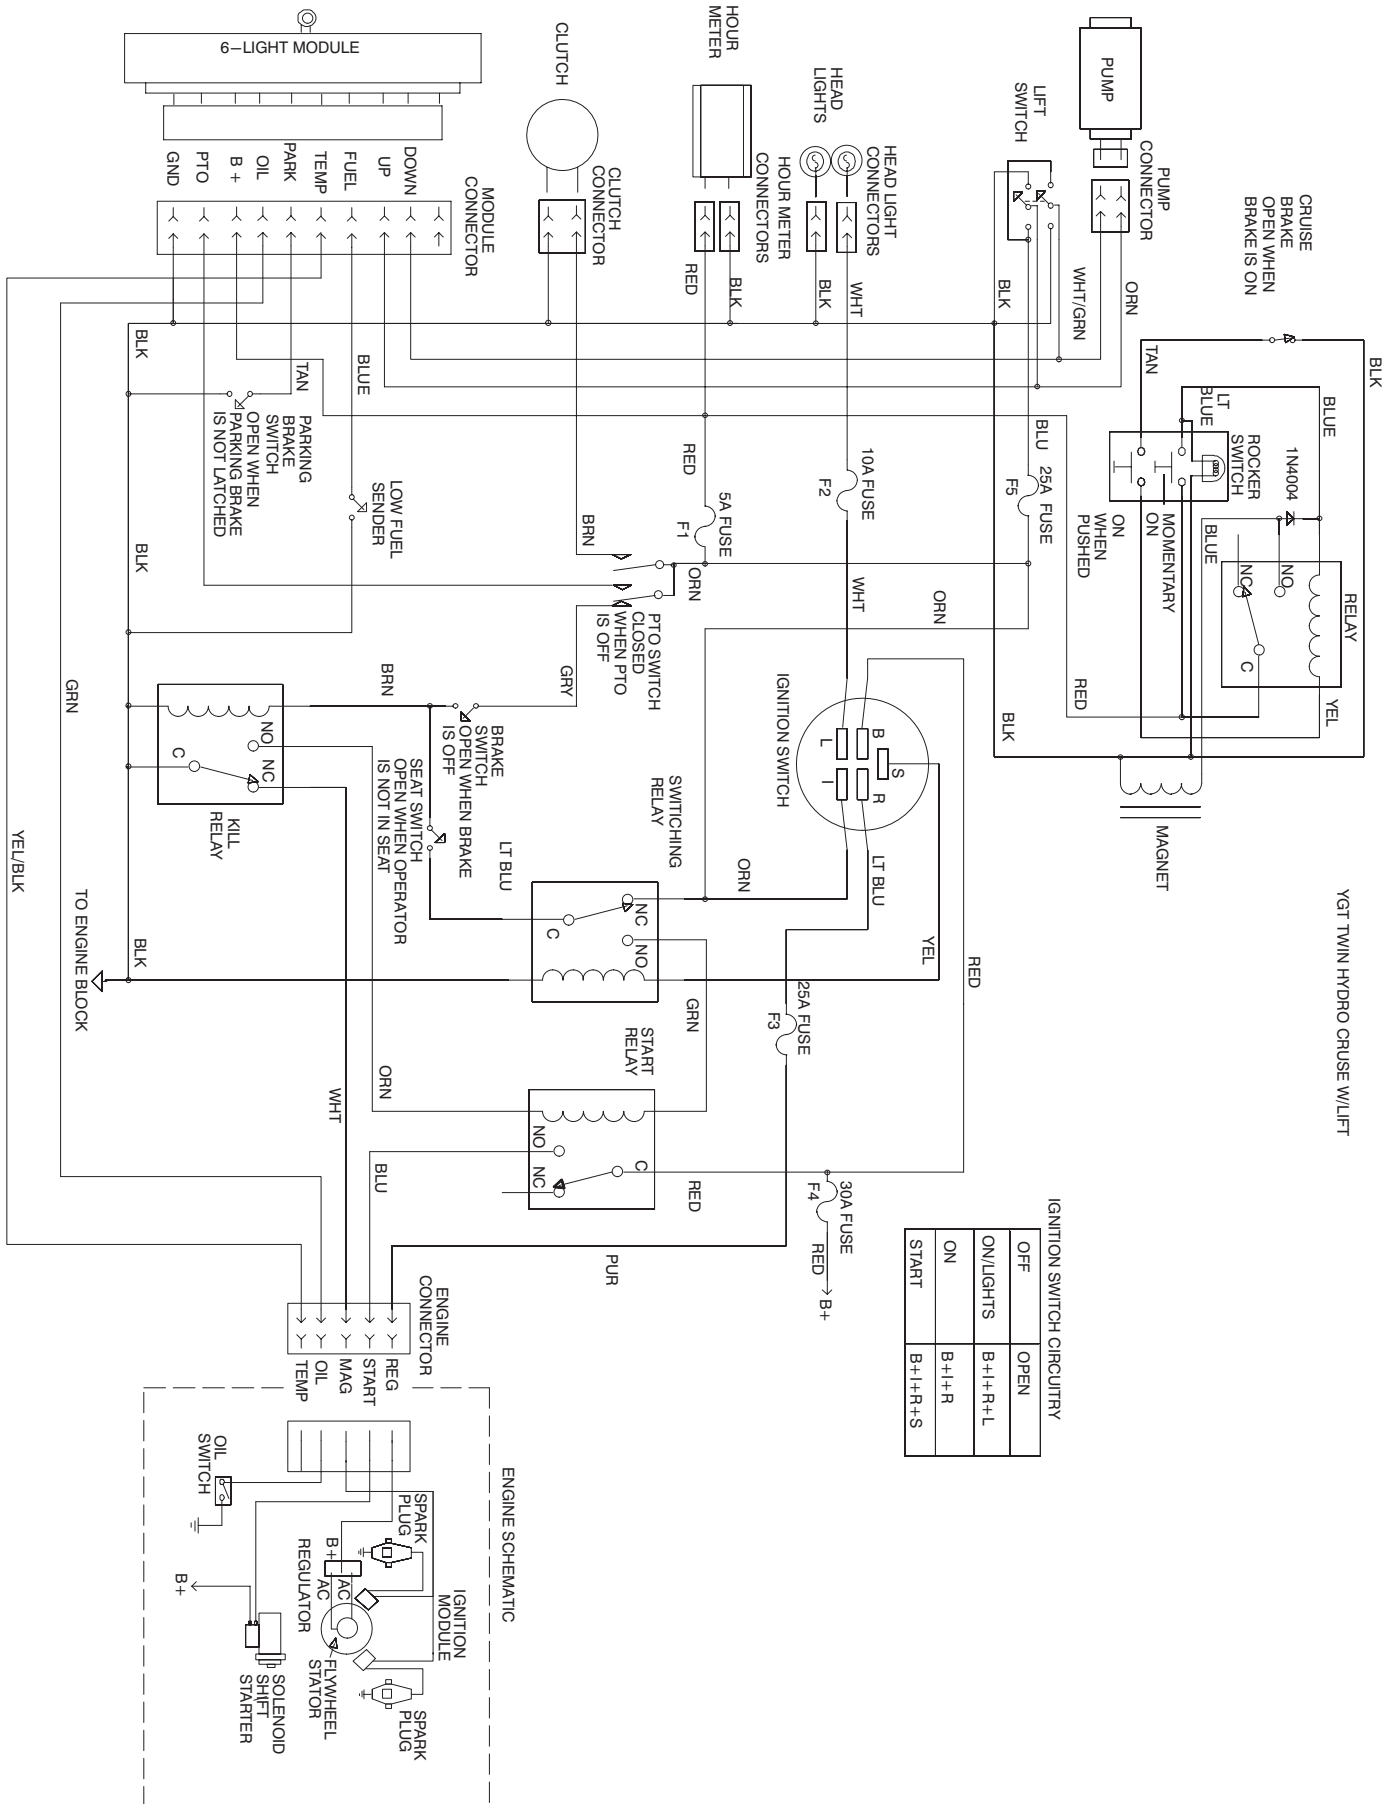 YGT TWIN HYDRO CRUSE W/LIFT
6–LIGHT MODULE
GND
PTO
B +
OIL
PARK
TEMP
FUEL
UP
DOWN
MODULE
CONNECTOR
CLUTCH
CLUTCH
CONNECTOR
HOUR
METER
HOUR METER
CONNECTORS
HEAD
LIGHTS
HEAD LIGHT
CONNECTORS
LIFT
SWITCH
PUMP
PUMP
CONNECTOR
CRUISE
BRAKE
OPEN WHEN
BRAKE IS ON
RED
BLK
BLK
WHT
BLK
WHT/GRN
ORN
TAN
BLK
BLK
TAN
BLUE
PARKING
BRAKE
SWITCH
OPEN WHEN
PARKING BRAKE
IS NOT LATCHED
LOW FUEL
SENDER
BLK
BRN
RED
5A FUSE
F1
10A FUSE
F2
BLU
25A FUSE
F5
LT
BLUE
BLUE
1N4004
ROCKER
SWITCH
MOMENTARY
ON
ON
WHEN
PUSHED
BLUE
NO
NC
C
RELAY
YEL
RED
ORN
PTO SWITCH
CLOSED
WHEN PTO
IS OFF
WHT
ORN
GRY
BRN
GRN
BRAKE
SWITCH
OPEN WHEN BRAKE
IS OFF
SEAT SWITCH
OPEN WHEN OPERATOR
IS NOT IN SEAT
NO
C
NC
KILL
RELAY
IGNITION SWITCH
B
L
S
I
R
BLK
MAGNET
SWITICHING
RELAY
LT BLU
ORN
LT BLU
YEL
RED
NC
C
NO
GRN
YEL/BLK
TO ENGINE BLOCK
BLK
25A FUSE
F3
START
RELAY
NO
NC
C
ORN
WHT
BLU
RED
30A FUSE
F4
RED
B+
PUR
IGNITION SWITCH CIRCUITRY
OFF OPEN
ON/LIGHTS B+I+R+L
ON B+I+R
START B+I+R+S
ENGINE
CONNECTOR
REG
START
MAG
OIL
TEMP
ENGINE SCHEMATIC
OIL
SWITCH
SPARK
PLUG
B+
AC
AC
REGULATOR
IGNITION
MODULE
FLYWHEEL
STATOR
SPARK
PLUG
B+
SOLENOID
SHIFT
STARTER